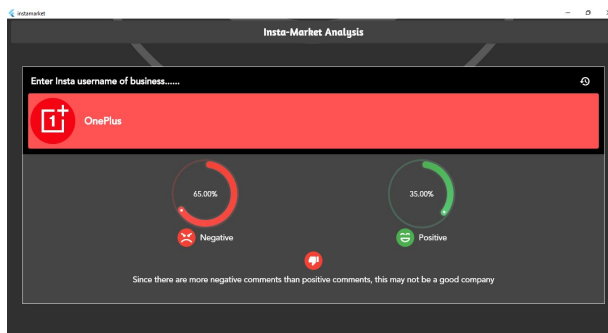 instamarket
Insta-Market Analysis
Enter Insta username of business......
1+
OnePlus
65.00%
35.00%
Negative
Positive
Since there are more negative comments than positive comments, this may not be a good company